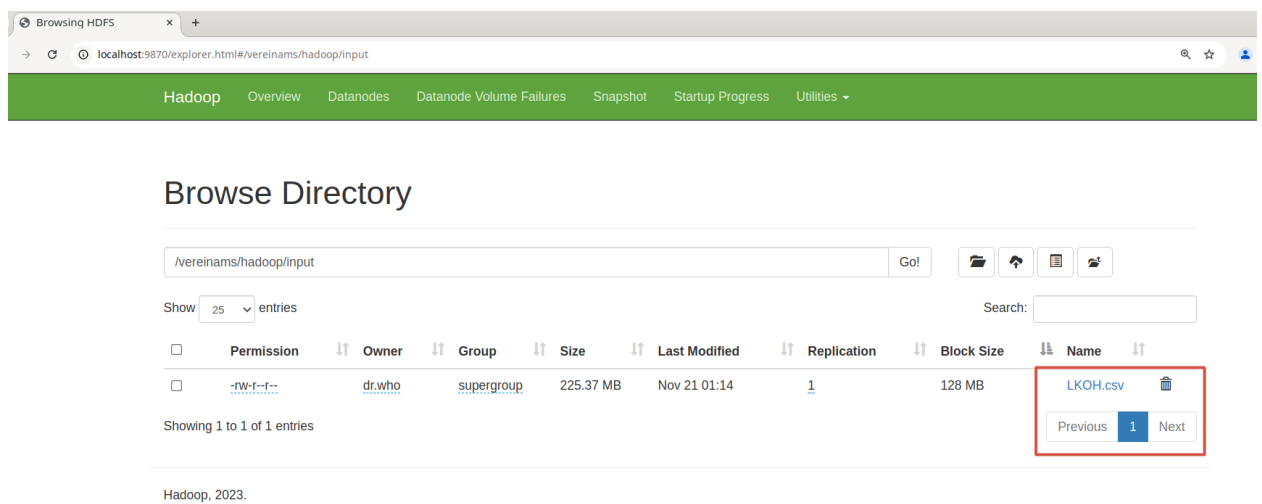 Browsing HDFS × +
localhost:9870/explorer.html#/vereinams/hadoop/input
Hadoop Overview Datanodes Datanode Volume Failures Snapshot Startup Progress Utilities
Browse Directory
/vereinams/hadoop/input Go!
Show 25 entries Search:
Permission Owner Group Size Last Modified Replication Block Size Name
-rw-r--r-- dr.who supergroup 225.37 MB Nov 21 01:14 1 128 MB LKOH.csv
Showing 1 to 1 of 1 entries Previous 1 Next
Hadoop, 2023.